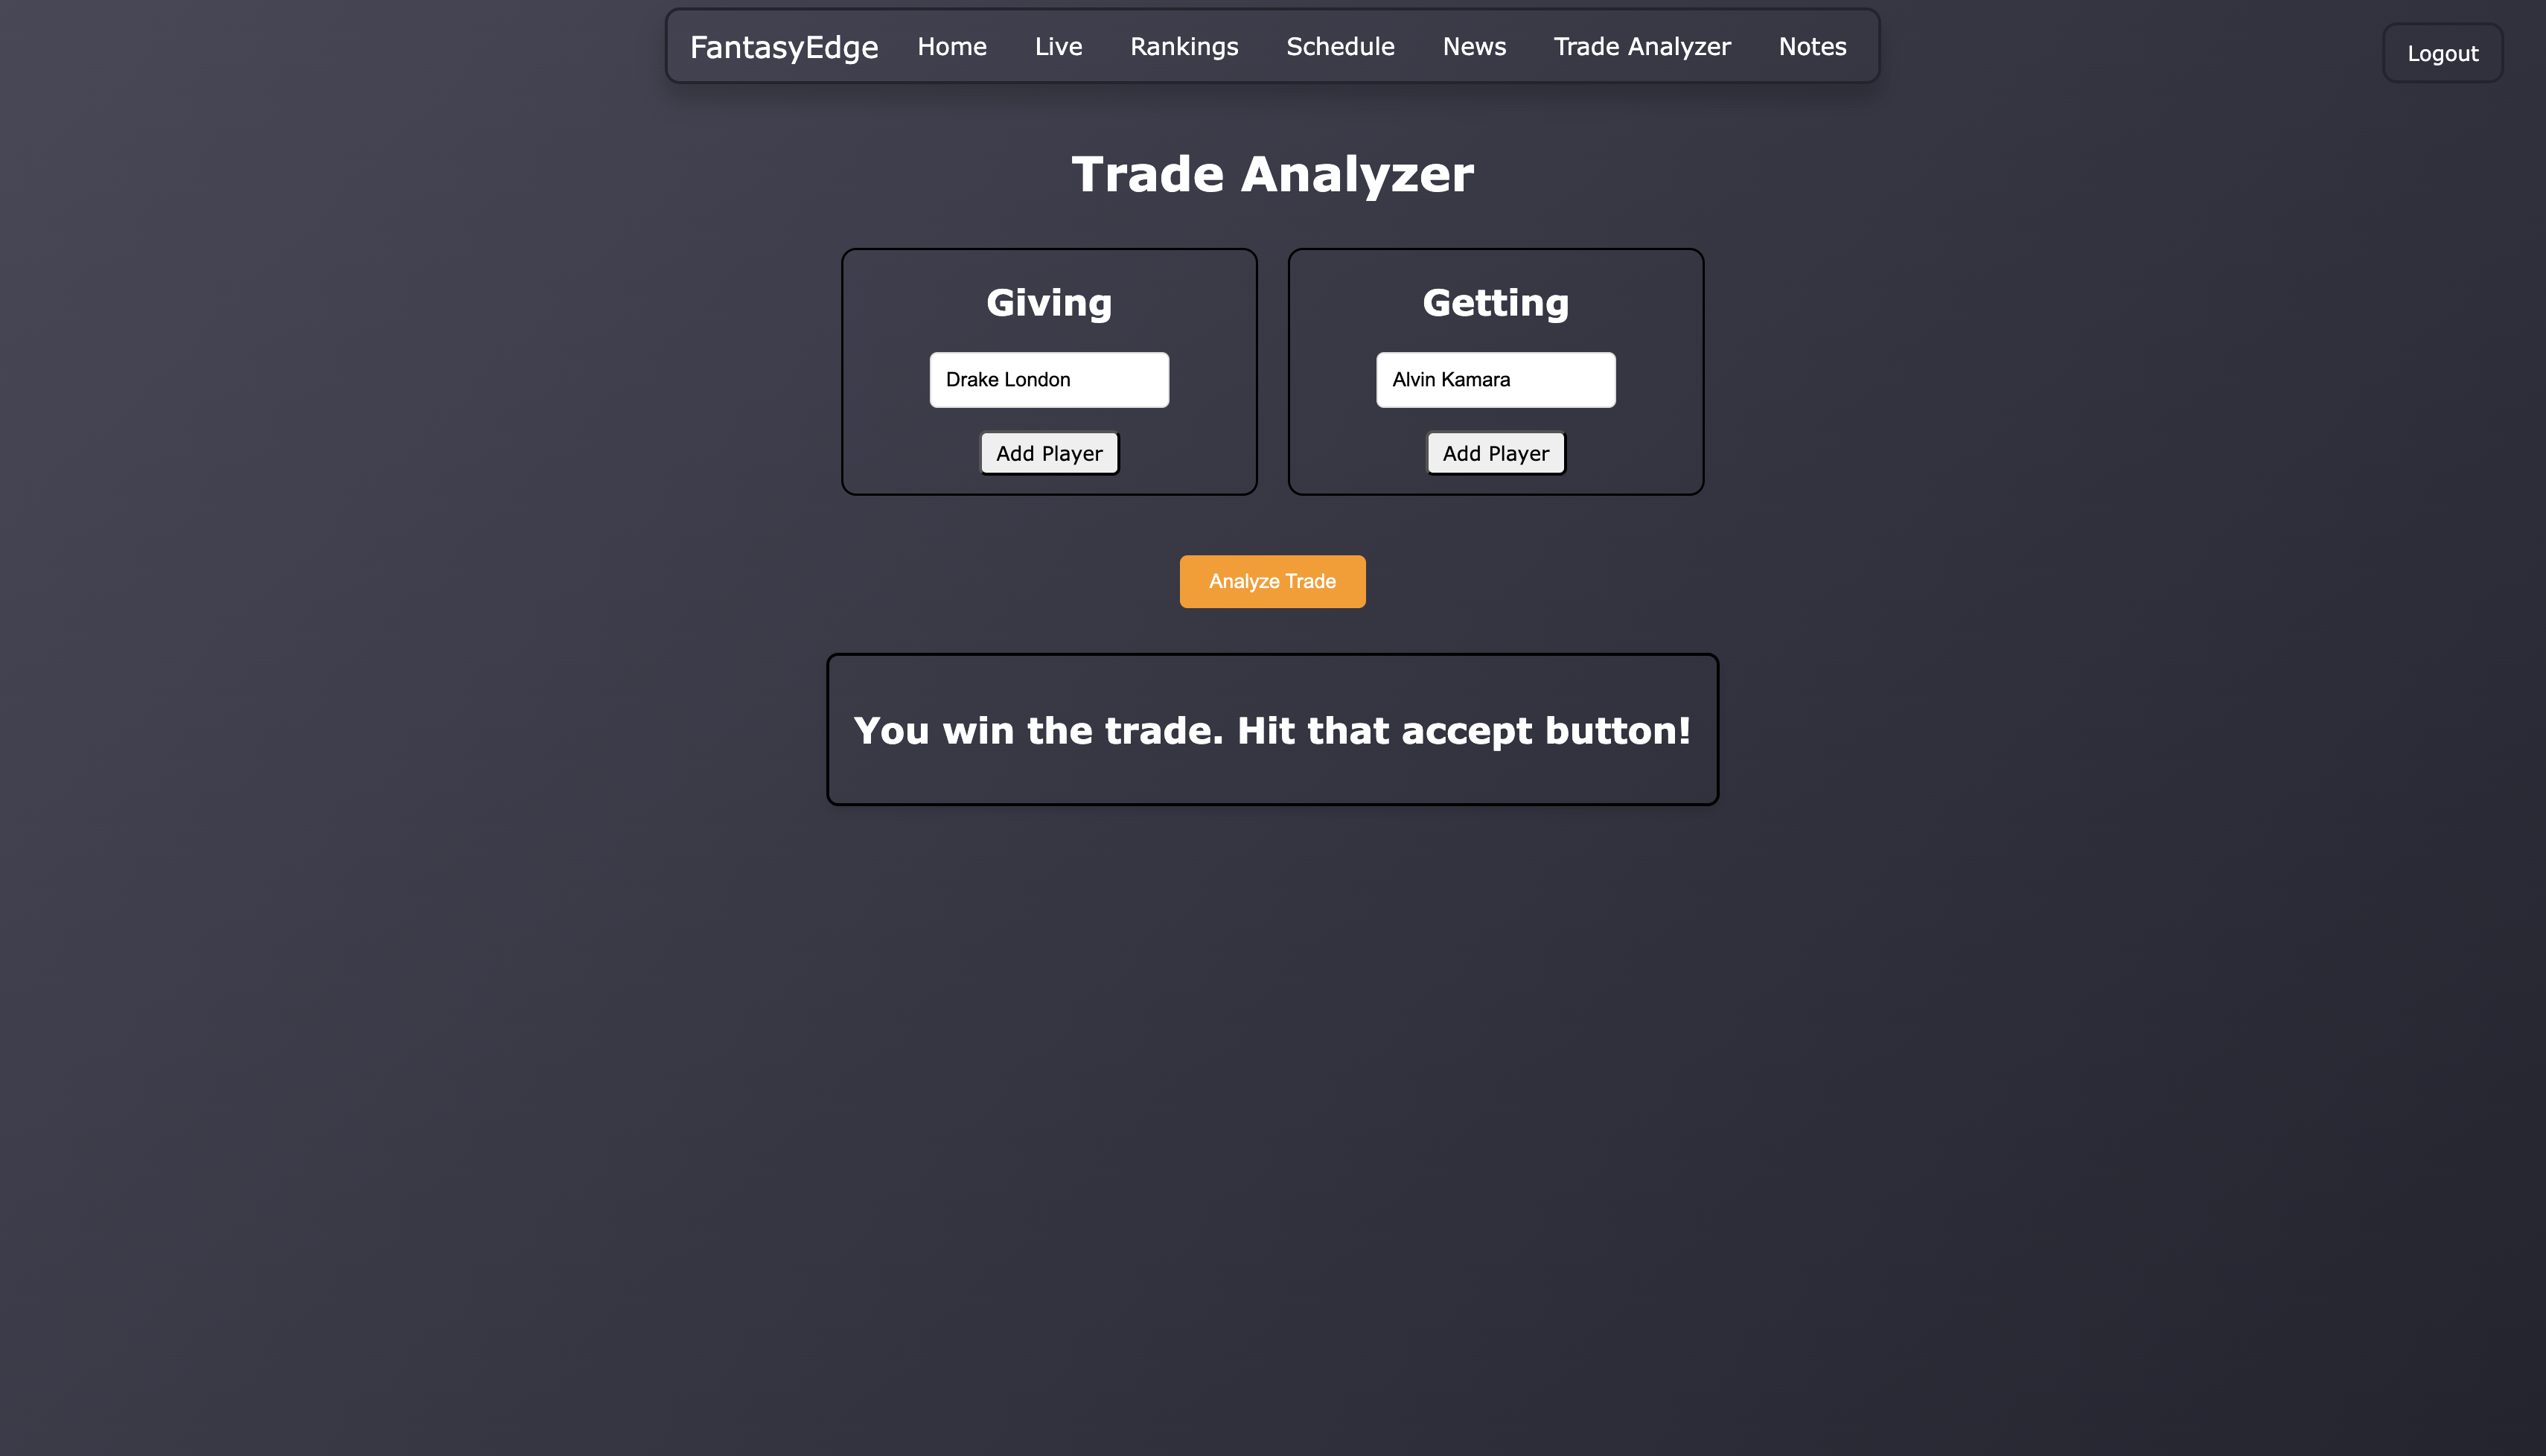 FantasyEdge Home Live Rankings Schedule News Trade Analyzer Notes
Logout
Trade Analyzer
Giving
Drake London
Add Player
Getting
Alvin Kamara
Add Player
Analyze Trade
You win the trade. Hit that accept button!